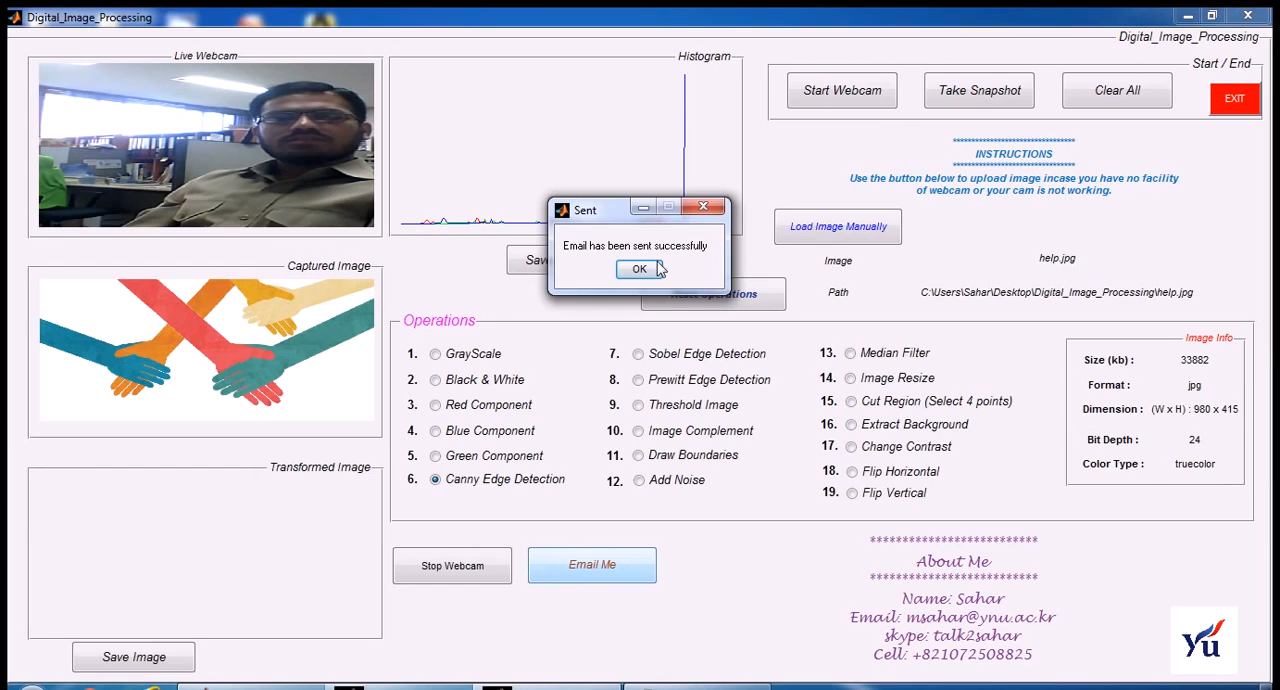 Digital_Image_Processing
Digital_Image_Processing
Live Webcam
Histogram
Start / End
Start Webcam
Take Snapshot
Clear All
EXIT
************************************
INSTRUCTIONS
************************************
Use the button below to upload image incase you have no facility
of webcam or your cam is not working.
Load Image Manually
Image
help.jpg
Path
C:\Users\Sahar\Desktop\Digital_Image_Processing\help.jpg
Sent
Email has been sent successfully
OK
Captured Image
Operations
1. GrayScale
2. Black & White
3. Red Component
4. Blue Component
5. Green Component
6. Canny Edge Detection
7. Sobel Edge Detection
8. Prewitt Edge Detection
9. Threshold Image
10. Image Complement
11. Draw Boundaries
12. Add Noise
13. Median Filter
14. Image Resize
15. Cut Region (Select 4 points)
16. Extract Background
17. Change Contrast
18. Flip Horizontal
19. Flip Vertical
Image Info
Size (kb) : 33882
Format : jpg
Dimension : (W x H) : 980 x 415
Bit Depth : 24
Color Type : truecolor
Transformed Image
Save Image
Stop Webcam
Email Me
**************************
About Me
**************************
Name: Sahar
Email: msahar@ynu.ac.kr
skype: talk2sahar
Cell: +821072508825
yu